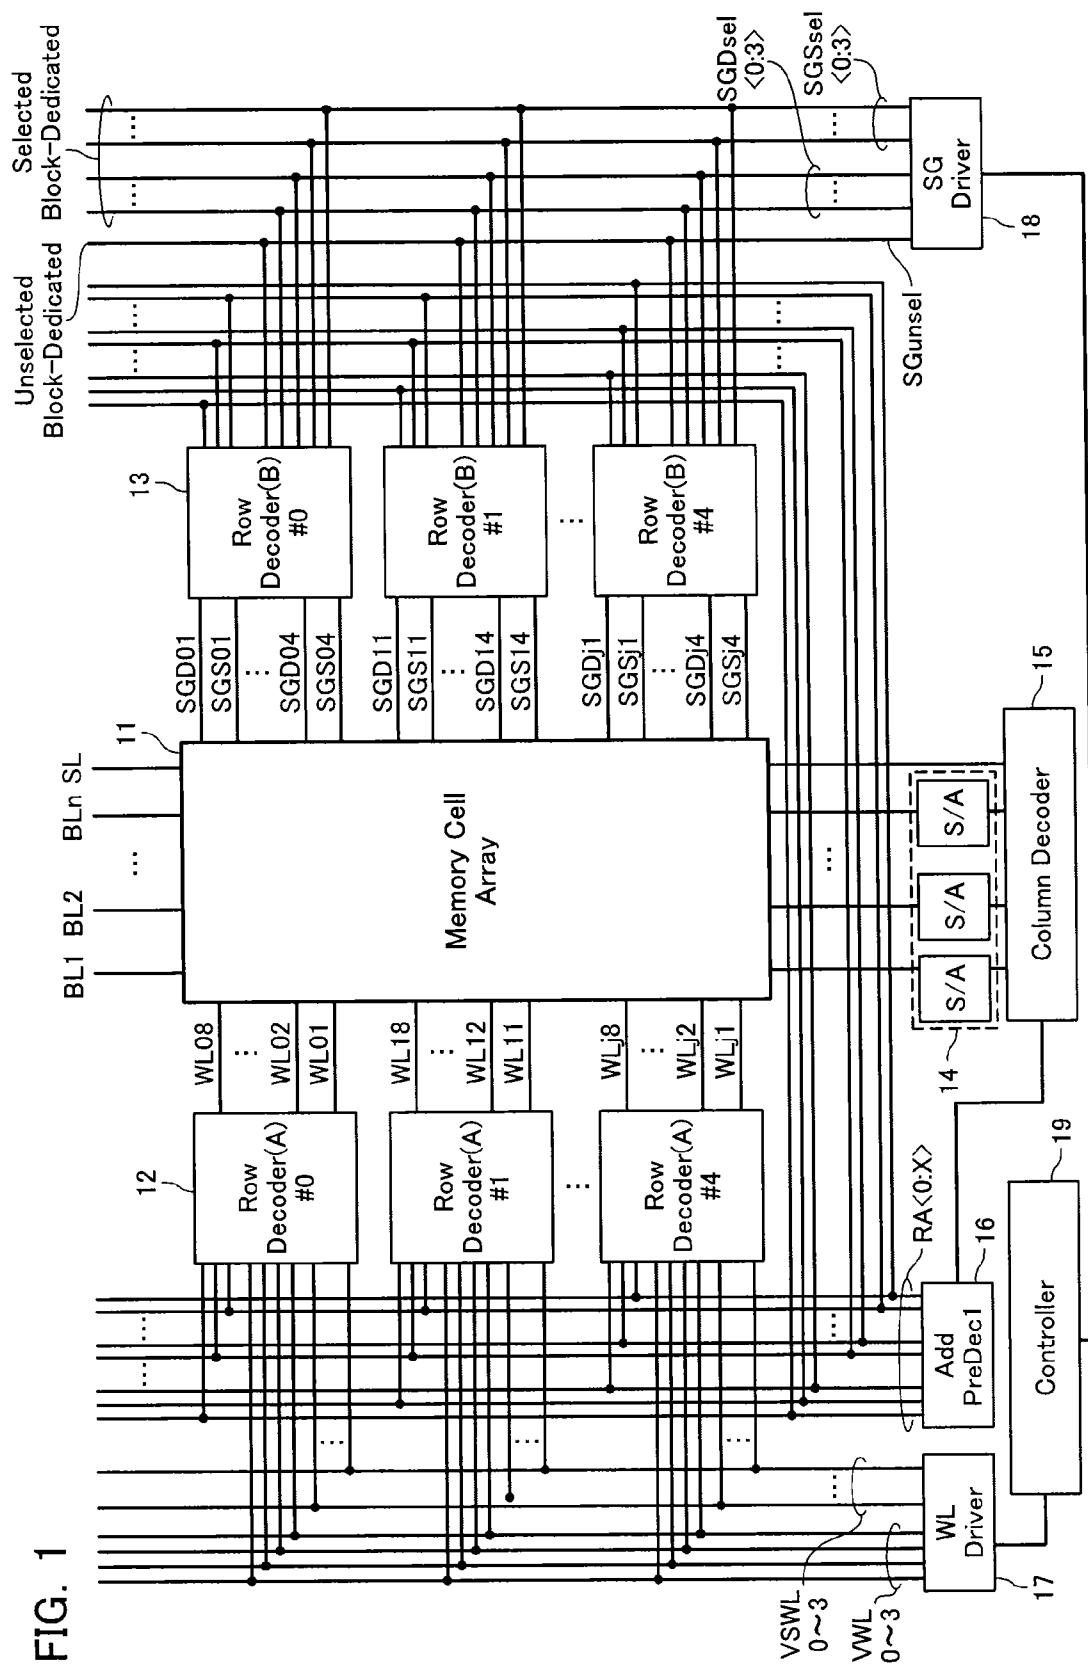 FIG. 1
BL1
BL2
...
BLn
SL
11
Memory Cell
Array
12
Row
Decoder(A)
#0
Row
Decoder(A)
#1
...
Row
Decoder(A)
#4
WL08
...
WL02
WL01
WL18
...
WL12
WL11
WLj8
...
WLj2
WLj1
SGD01
SGS01
...
SGD04
SGS04
SGD11
SGS11
...
SGD14
SGS14
SGDj1
SGSj1
...
SGDj4
SGSj4
13
Row
Decoder(B)
#0
Row
Decoder(B)
#1
...
Row
Decoder(B)
#4
Unselected
Block-Dedicated
Selected
Block-Dedicated
VSWL
0~3
VWL
0~3
WL
Driver
17
RA<0:X>
Add
PreDec1
16
Controller
19
14
S/A
S/A
S/A
Column Decoder
15
SGunsel
SGDsel
<0:3>
SGSsel
<0:3>
SG
Driver
18